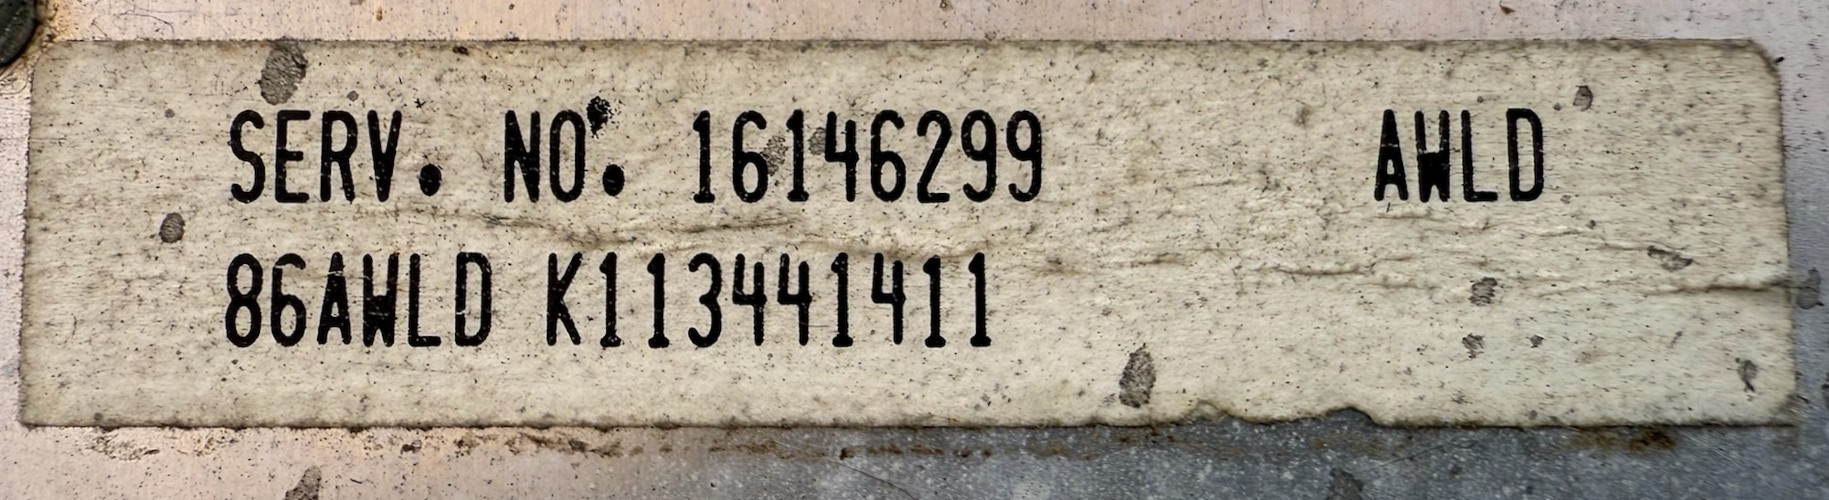 SERV. NO. 16146299 AWLD
86AWLD K113441411